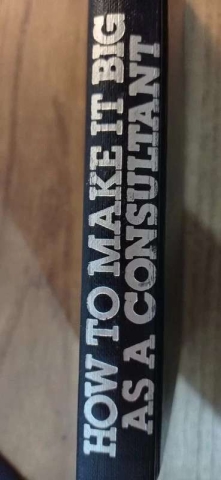 HOW TO MAKE IT BIG
AS A CONSULTANT